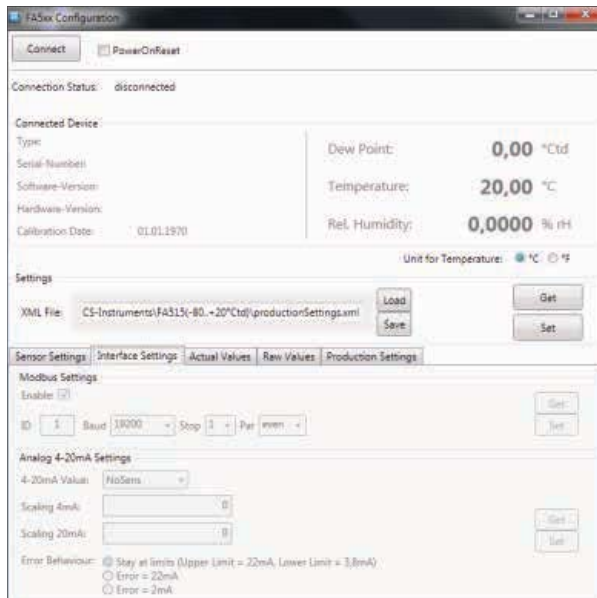 FA5xx Configuration
Connect PowerOnReset
Connection Status: disconnected
Connected Device
Type:
Serial-Number:
Software-Version:
Hardware-Version:
Calibration Date: 01.01.1970
Dew Point: 0,00 °Ctd
Temperature: 20,00 °C
Rel. Humidity: 0,0000 % rH
Unit for Temperature: °C °F
Settings
XML File: CS-Instruments\FA515(-80..+20°Ctd)\productionSettings.xml
Load Get
Save Set
Sensor Settings Interface Settings Actual Values Raw Values Production Settings
Modbus Settings
Enable: Get
ID 1 Baud 19200 Stop 1 Par even Set
Analog 4-20mA Settings
4-20mA Value: NoSens
Scaling 4mA: 0 Get
Scaling 20mA: 0 Set
Error Behaviour: Stay at limits (Upper Limit = 22mA, Lower Limit = 3,8mA)
Error = 22mA
Error = 2mA